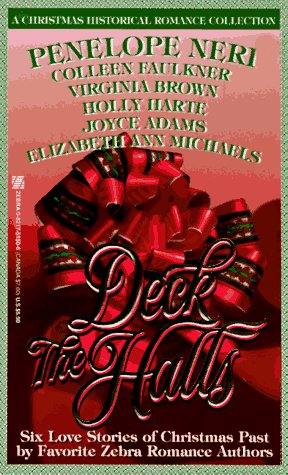 A CHRISTMAS HISTORICAL ROMANCE COLLECTION
PENELOPE NERI
COLLEEN FAULKNER
VIRGINIA BROWN
HOLLY HARTE
JOYCE ADAMS
ELIZABETH ANN MICHAELS
Deck
The Halls
Six Love Stories of Christmas Past
by Favorite Zebra Romance Authors
ZEBRA